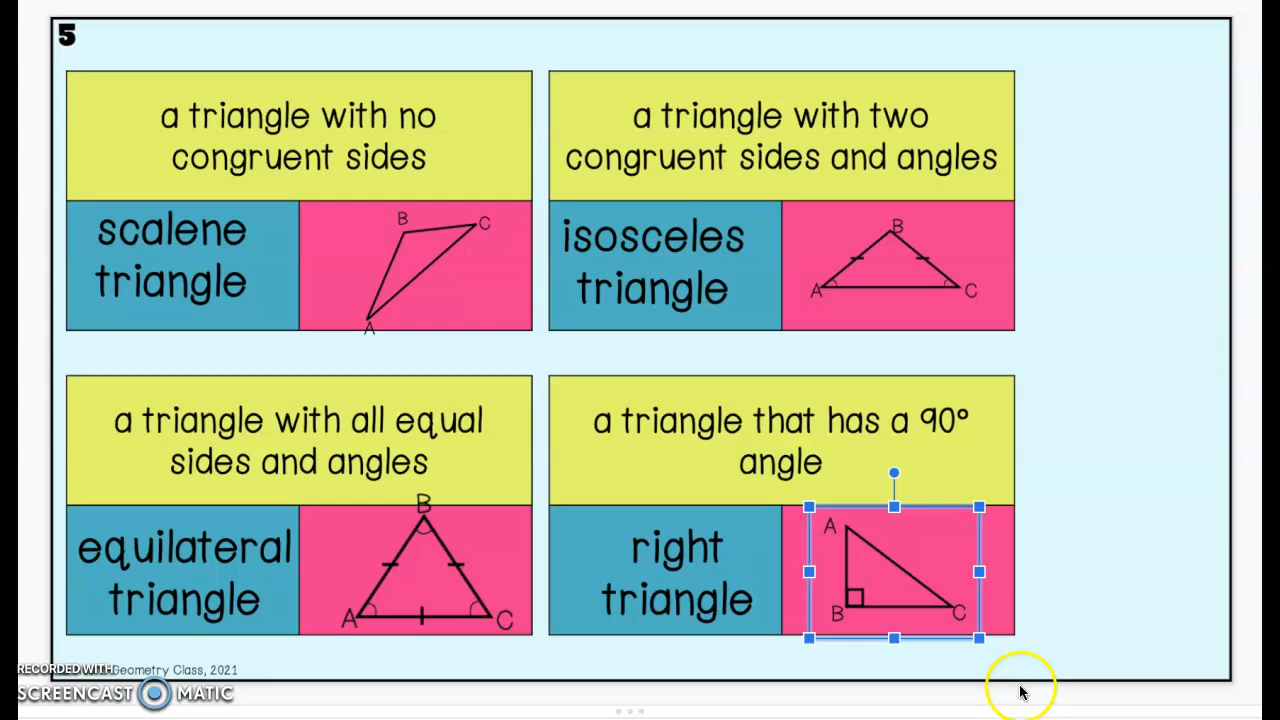 5
a triangle with no
congruent sides
scalene
triangle
B
C
A
a triangle with two
congruent sides and angles
isosceles
triangle
B
A
C
a triangle with all equal
sides and angles
equilateral
triangle
B
A
C
a triangle that has a 90°
angle
right
triangle
A
B
C
Geometry Class, 2021
RECORDED WITH
SCREENCAST MATIC